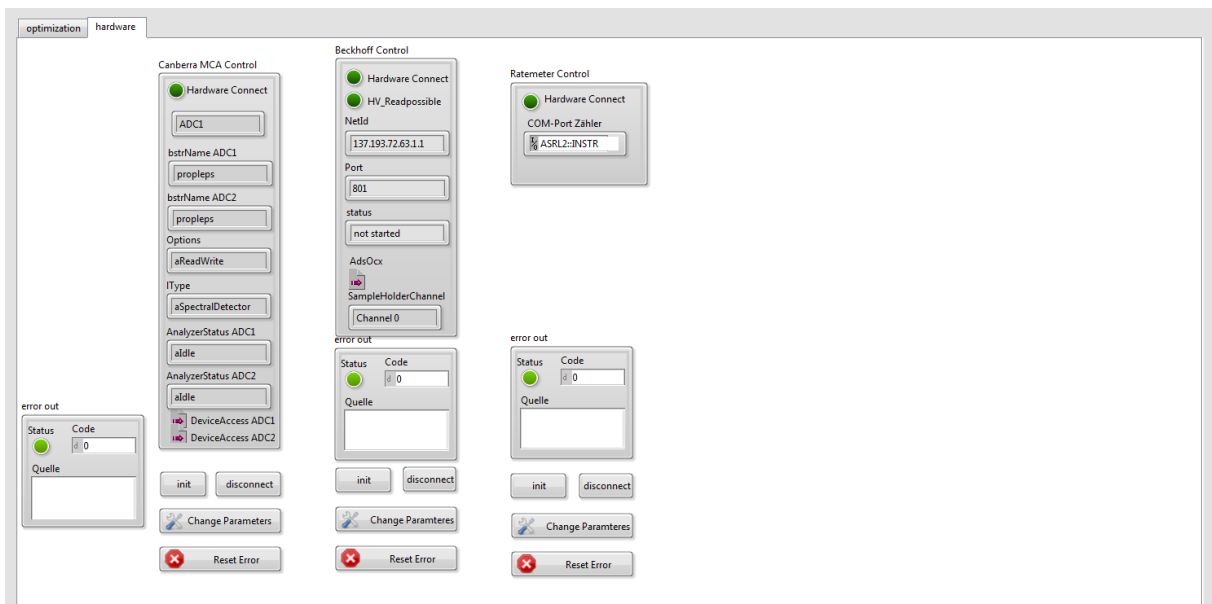 optimization hardware
Canberra MCA Control
Hardware Connect
ADC1
bstrName ADC1
propleps
bstrName ADC2
propleps
Options
aReadWrite
lType
aSpectralDetector
AnalyzerStatus ADC1
aIdle
AnalyzerStatus ADC2
aIdle
DeviceAccess ADC1
DeviceAccess ADC2
error out
Status Code
d 0
Quelle
init disconnect
Change Parameters
Reset Error
Beckhoff Control
Hardware Connect
HV_Readpossible
NetId
137.193.72.63.1.1
Port
801
status
not started
AdsOcx
SampleHolderChannel
Channel 0
error out
Status Code
d 0
Quelle
init disconnect
Change Paramteres
Reset Error
Ratemeter Control
Hardware Connect
COM-Port Zähler
ASRL2::INSTR
error out
Status Code
d 0
Quelle
init disconnect
Change Paramteres
Reset Error